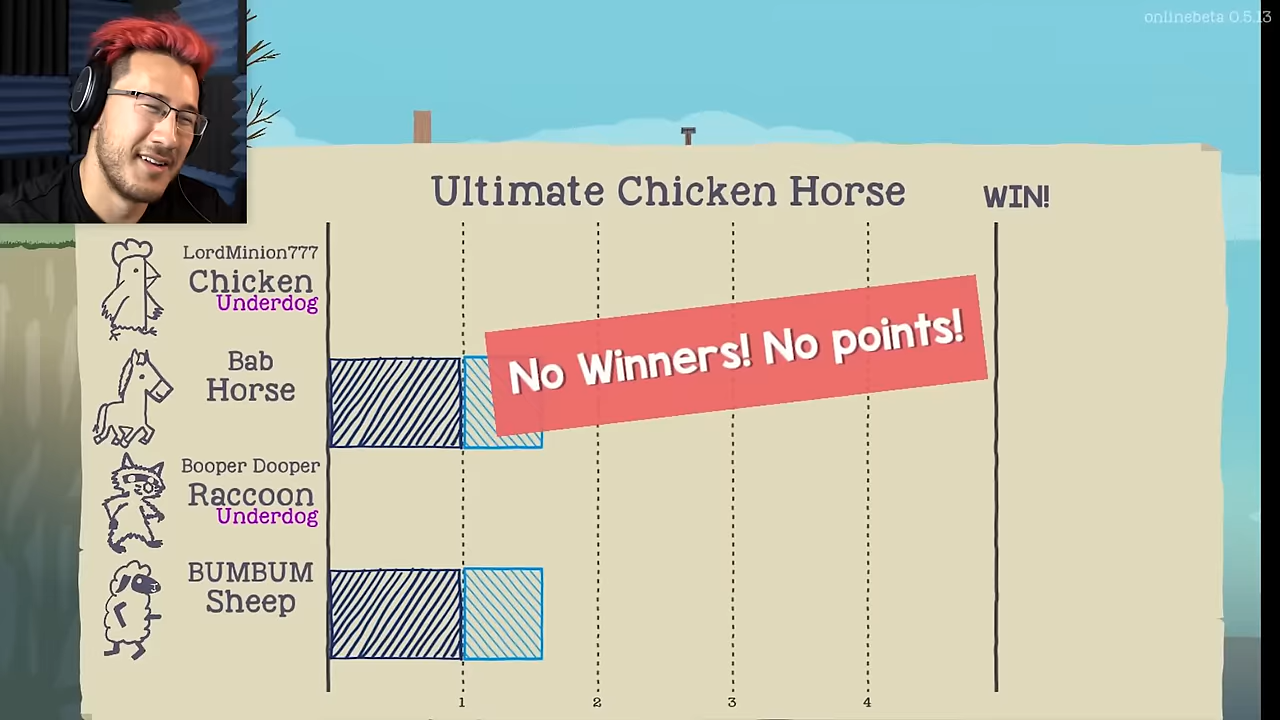 onlinebeta 0.5.13
Ultimate Chicken Horse
WIN!
LordMinion777
Chicken
Underdog
No Winners! No points!
Bab
Horse
Booper Dooper
Raccoon
Underdog
BUMBUM
Sheep
1 2 3 4